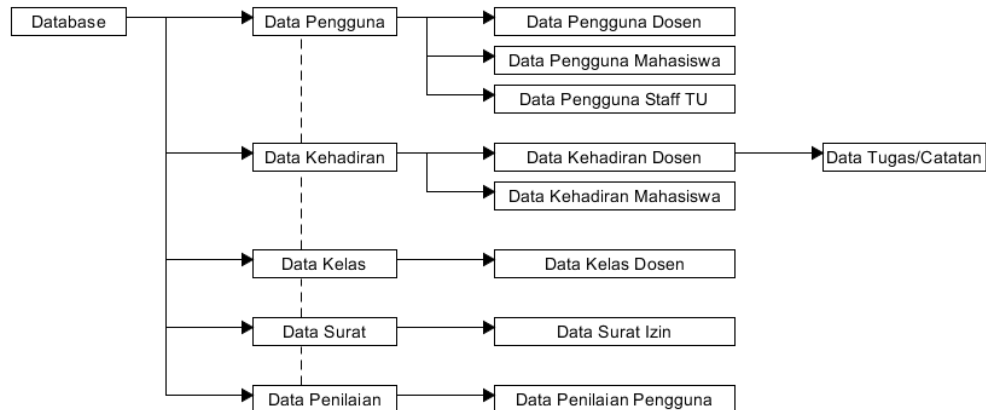 Database
Data Pengguna
Data Pengguna Dosen
Data Pengguna Mahasiswa
Data Pengguna Staff TU
Data Kehadiran
Data Kehadiran Dosen
Data Tugas/Catatan
Data Kehadiran Mahasiswa
Data Kelas
Data Kelas Dosen
Data Surat
Data Surat Izin
Data Penilaian
Data Penilaian Pengguna